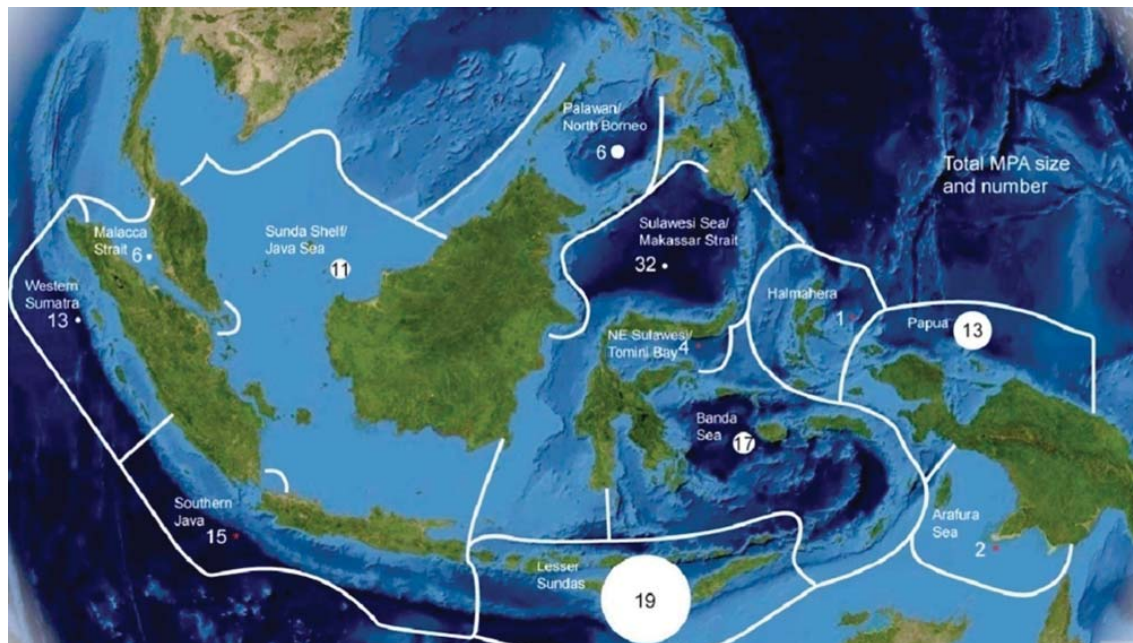 Palawan/
North Borneo
6
Total MPA size
and number
Malacca
Strait
6
Sunda Shelf/
Java Sea
11
Sulawesi Sea/
Makassar Strait
32
Western
Sumatra
13
Halmahera
1
Papua
13
NE Sulawesi/
Tomini Bay
4
Banda
Sea
17
Southern
Java
15
Arafura
Sea
2
Lesser
Sundas
19